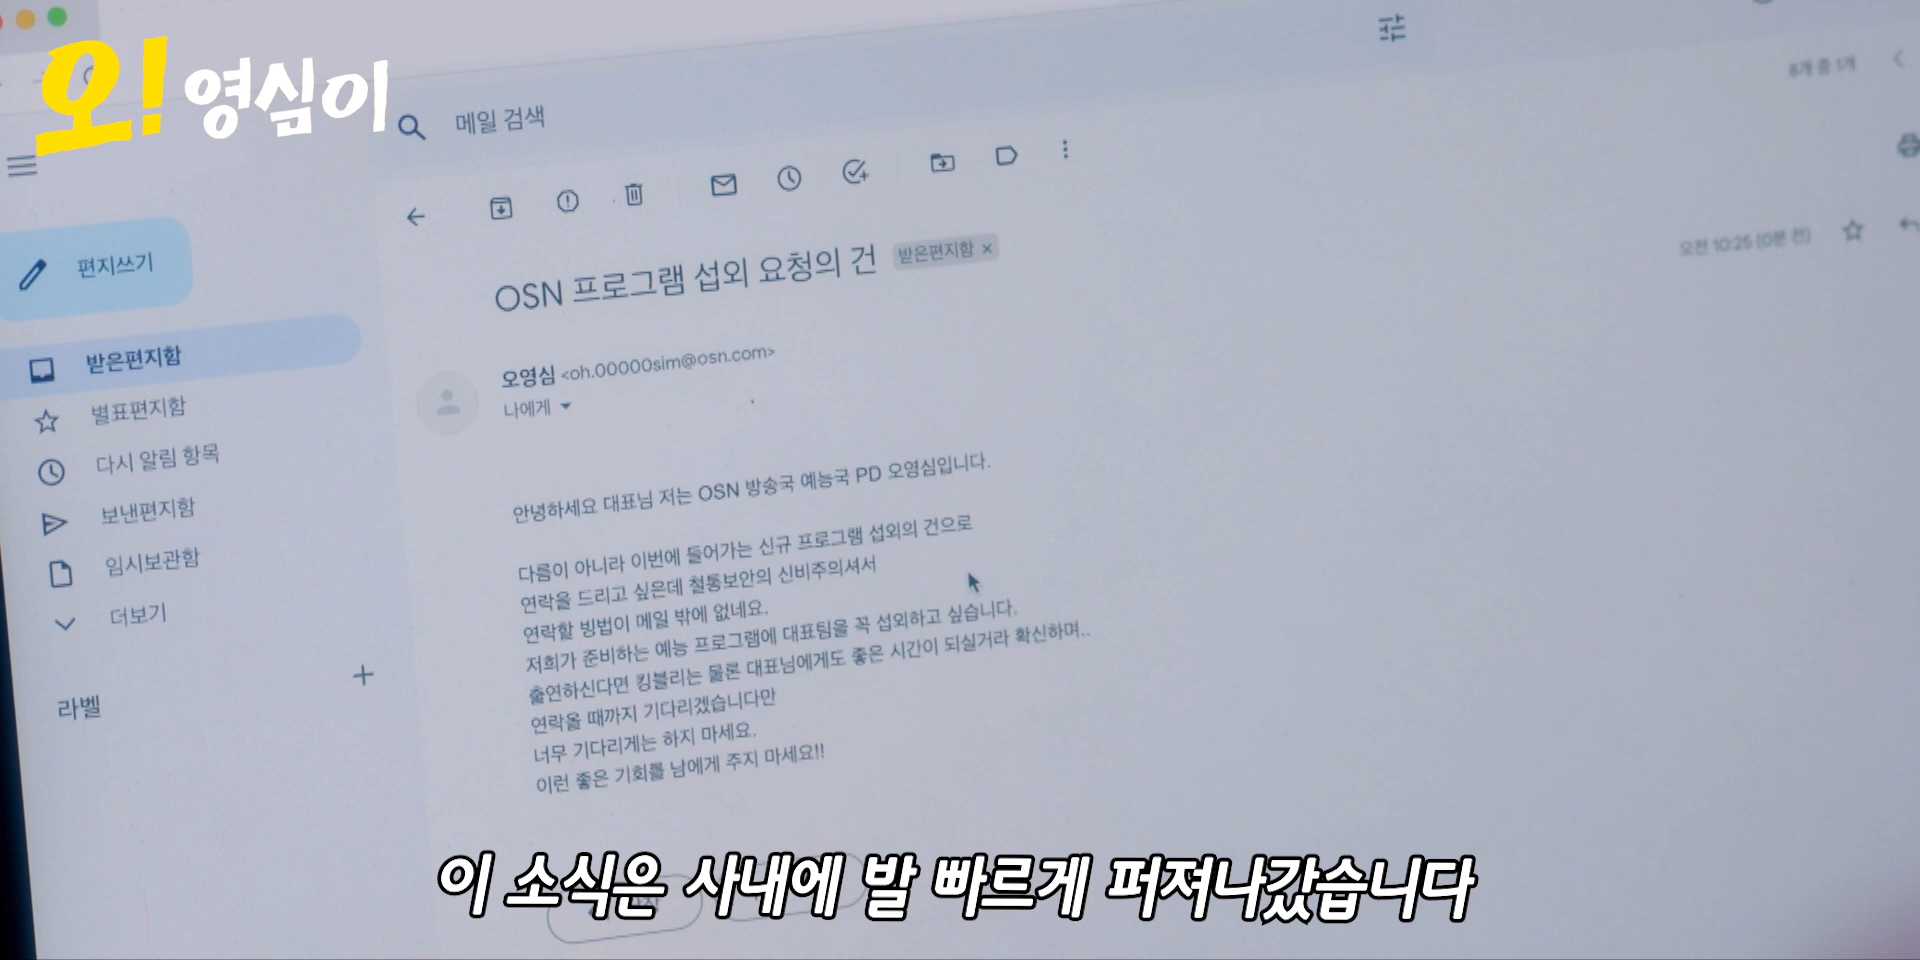 오! 영심이
메일 검색
8개 중 1개
편지쓰기
OSN 프로그램 섭외 요청의 건
받은편지함 ×
오전 10:25 (0분 전)
받은편지함
별표편지함
다시 알림 항목
보낸편지함
임시보관함
더보기
라벨
오영심 <oh.00000sim@osn.com>
나에게
안녕하세요 대표님 저는 OSN 방송국 예능국 PD 오영심입니다.
다름이 아니라 이번에 들어가는 신규 프로그램 섭외의 건으로
연락을 드리고 싶은데 철통보안의 신비주의셔서
연락할 방법이 메일 밖에 없네요.
저희가 준비하는 예능 프로그램에 대표팀을 꼭 섭외하고 싶습니다.
출연하신다면 킹블리는 물론 대표님에게도 좋은 시간이 되실거라 확신하며..
연락올 때까지 기다리겠습니다만
너무 기다리게는 하지 마세요.
이런 좋은 기회를 남에게 주지 마세요!!
이 소식은 사내에 발 빠르게 퍼져나갔습니다